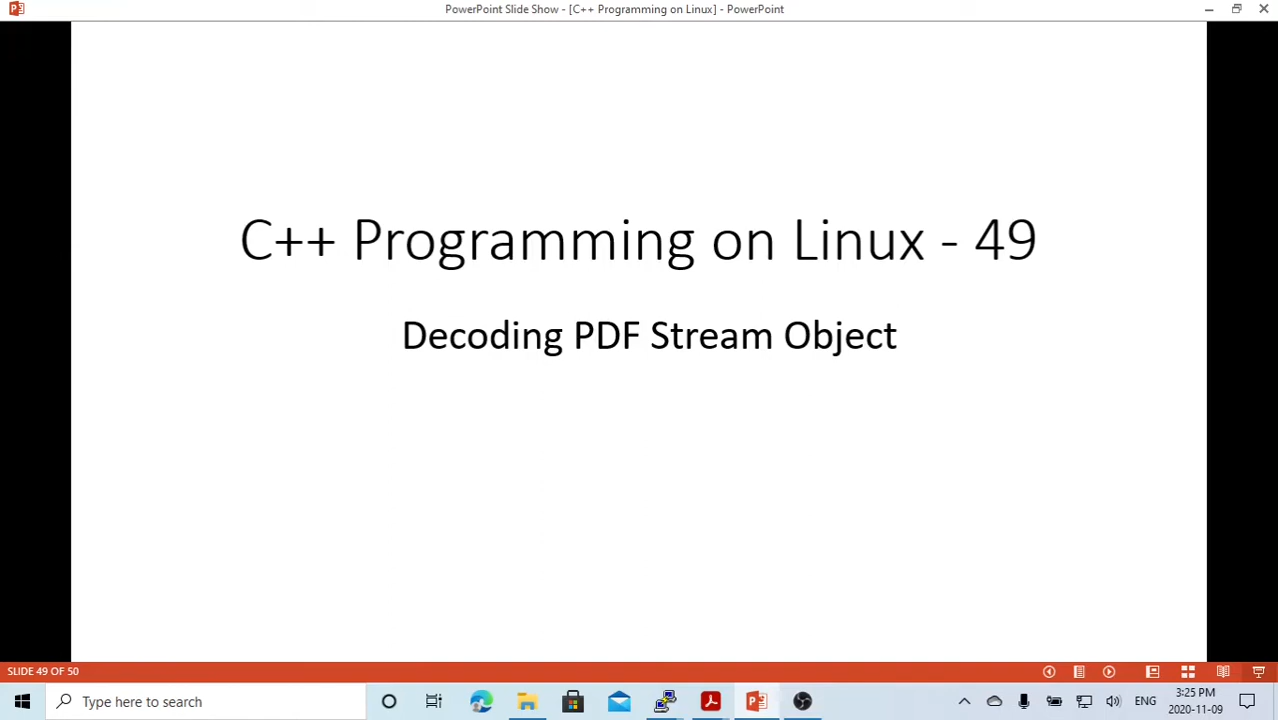 PowerPoint Slide Show - [C++ Programming on Linux] - PowerPoint
C++ Programming on Linux - 49
Decoding PDF Stream Object
SLIDE 49 OF 50
Type here to search
ENG
3:25 PM
2020-11-09